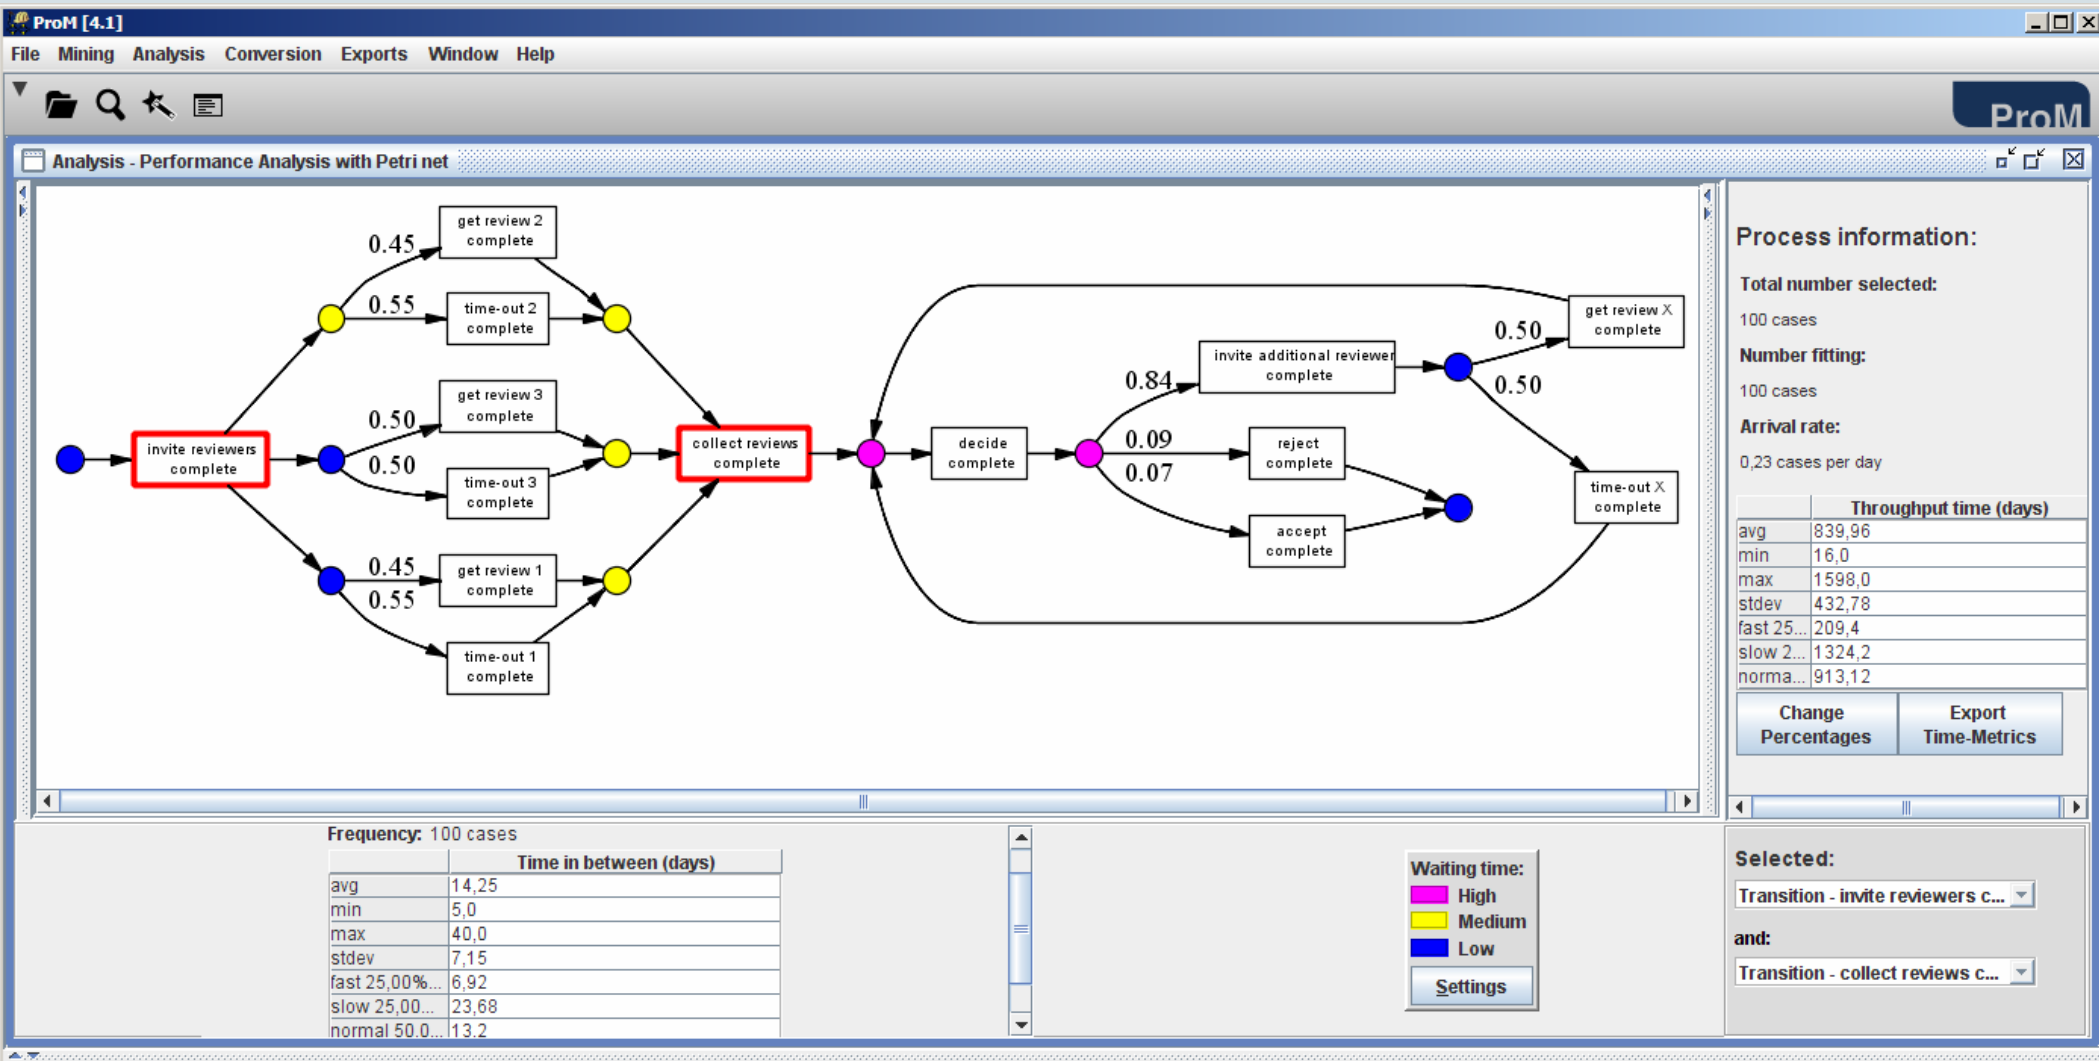 ProM [4.1]
File Mining Analysis Conversion Exports Window Help
ProM
Analysis - Performance Analysis with Petri net
get review 2
complete
0.45
0.55
time-out 2
complete
get review 3
complete
0.50
0.50
time-out 3
complete
get review 1
complete
0.45
0.55
time-out 1
complete
invite reviewers
complete
collect reviews
complete
decide
complete
0.84
0.09
0.07
invite additional reviewer
complete
reject
complete
accept
complete
0.50
0.50
get review X
complete
time-out X
complete
Process information:
Total number selected:
100 cases
Number fitting:
100 cases
Arrival rate:
0,23 cases per day
Throughput time (days)
avg 839,96
min 16,0
max 1598,0
stdev 432,78
fast 25... 209,4
slow 2... 1324,2
norma... 913,12
Change Percentages
Export Time-Metrics
Frequency: 100 cases
Time in between (days)
avg 14,25
min 5,0
max 40,0
stdev 7,15
fast 25,00%... 6,92
slow 25,00... 23,68
normal 50,0... 13,2
Waiting time:
High
Medium
Low
Settings
Selected:
Transition - invite reviewers c...
and:
Transition - collect reviews c...